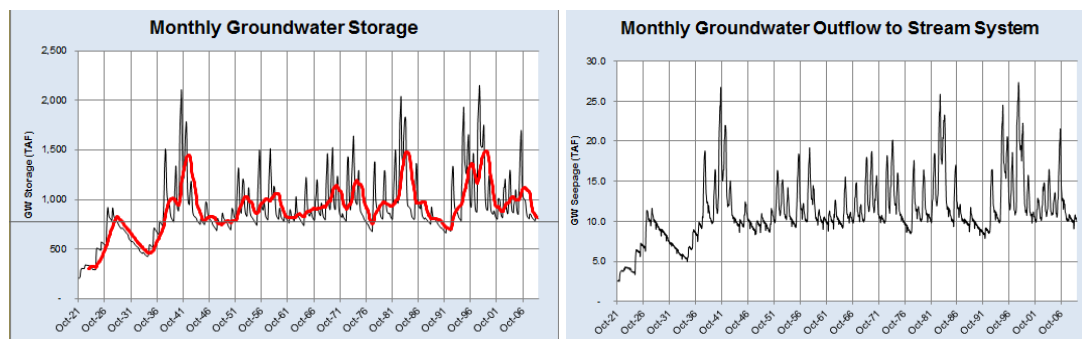 Monthly Groundwater Storage
GW Storage (TAF)
2,500
2,000
1,500
1,000
500
-
Oct-21
Oct-26
Oct-31
Oct-36
Oct-41
Oct-46
Oct-51
Oct-56
Oct-61
Oct-66
Oct-71
Oct-76
Oct-81
Oct-86
Oct-91
Oct-96
Oct-01
Oct-06
Monthly Groundwater Outflow to Stream System
GW Seepage (TAF)
30.0
25.0
20.0
15.0
10.0
5.0
-
Oct-21
Oct-26
Oct-31
Oct-36
Oct-41
Oct-46
Oct-51
Oct-56
Oct-61
Oct-66
Oct-71
Oct-76
Oct-81
Oct-86
Oct-91
Oct-96
Oct-01
Oct-06